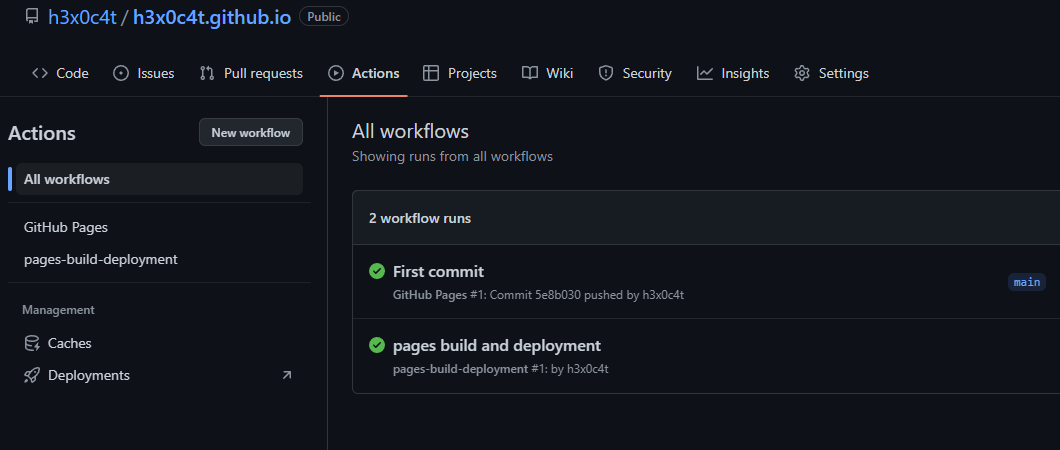 h3x0c4t / h3x0c4t.github.io Public
Code Issues Pull requests Actions Projects Wiki Security Insights Settings
Actions
New workflow
All workflows
GitHub Pages
pages-build-deployment
Management
Caches
Deployments
All workflows
Showing runs from all workflows
2 workflow runs
First commit
GitHub Pages #1: Commit 5e8b030 pushed by h3x0c4t
main
pages build and deployment
pages-build-deployment #1: by h3x0c4t